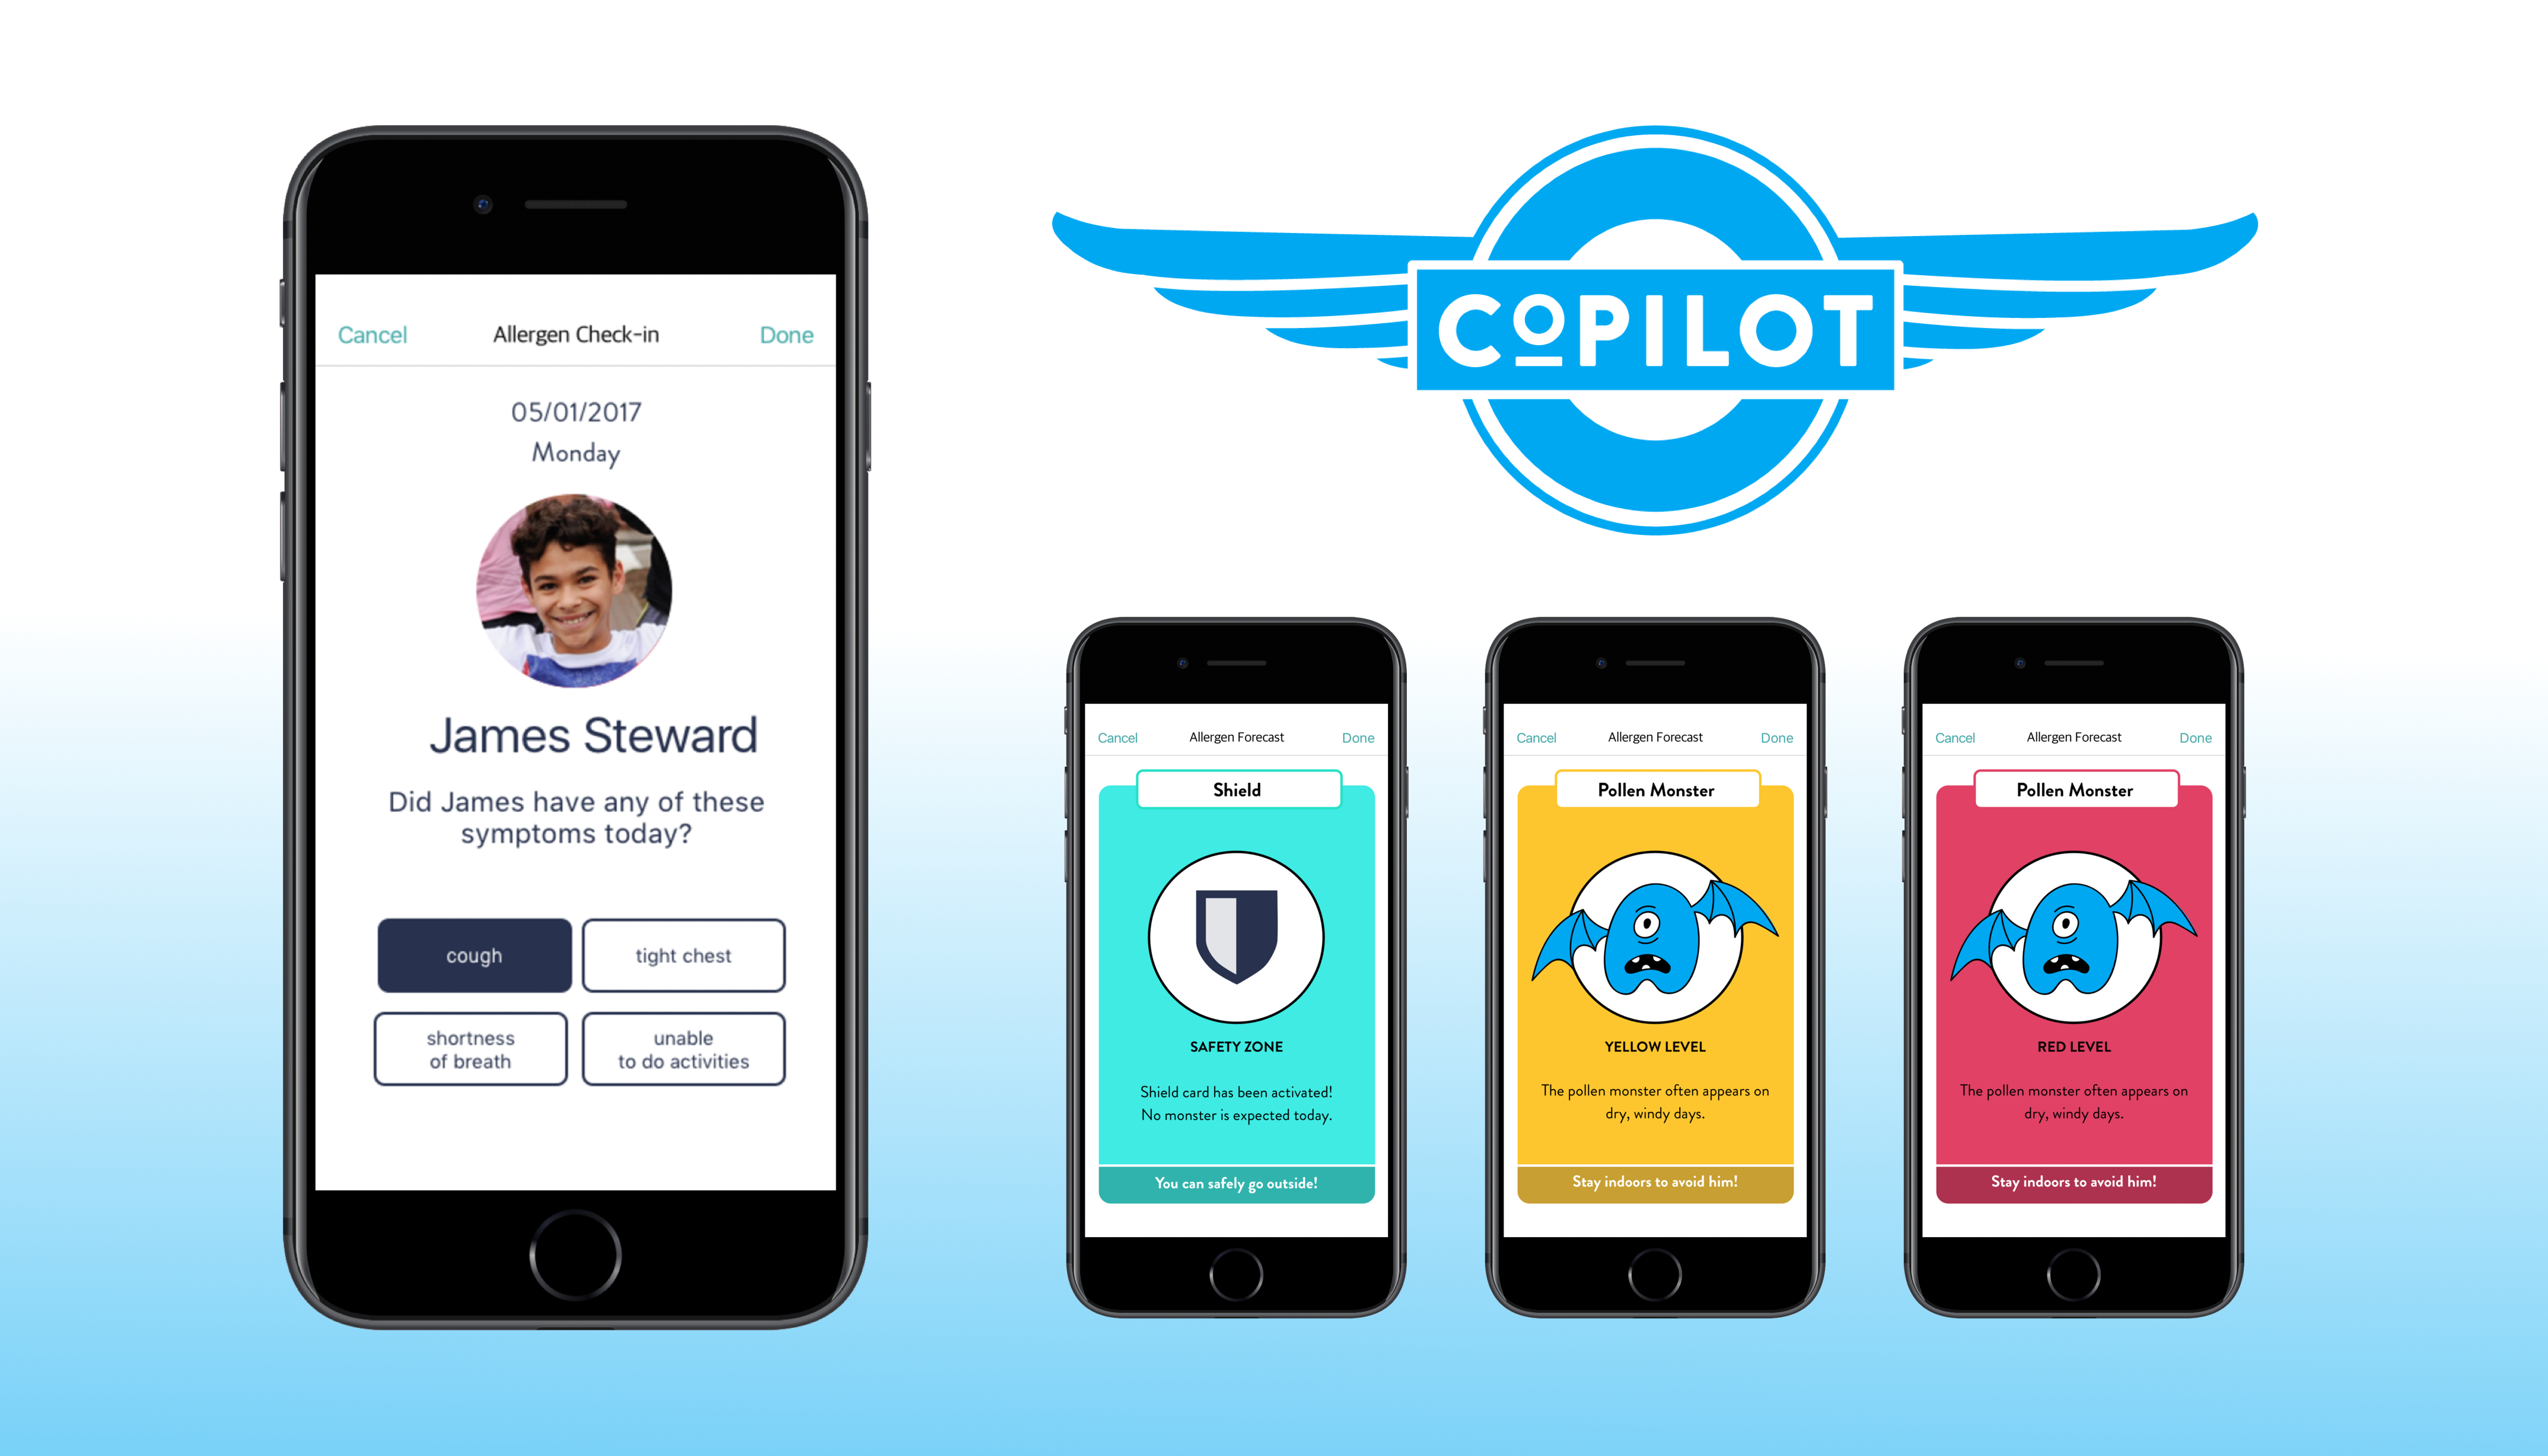 Cancel Allergen Check-in Done
05/01/2017
Monday
James Steward
Did James have any of these
symptoms today?
cough
tight chest
shortness
of breath
unable
to do activities
COPILOT
Cancel Allergen Forecast Done
Shield
SAFETY ZONE
Shield card has been activated!
No monster is expected today.
You can safely go outside!
Cancel Allergen Forecast Done
Pollen Monster
YELLOW LEVEL
The pollen monster often appears on
dry, windy days.
Stay indoors to avoid him!
Cancel Allergen Forecast Done
Pollen Monster
RED LEVEL
The pollen monster often appears on
dry, windy days.
Stay indoors to avoid him!